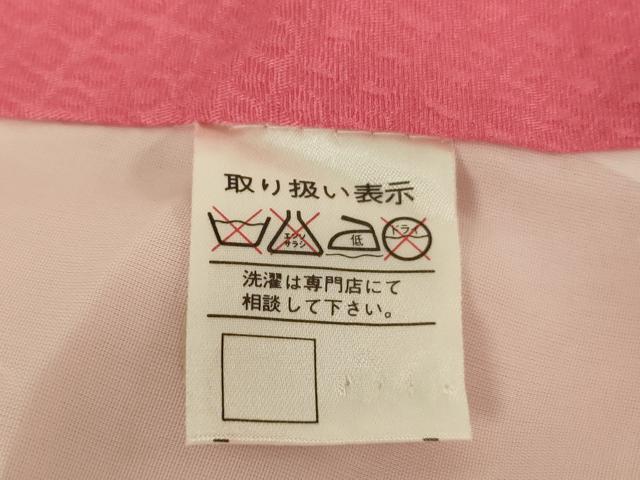 取り扱い表示
エンソ
サラシ
低
ドライ
洗濯は専門店にて
相談して下さい。